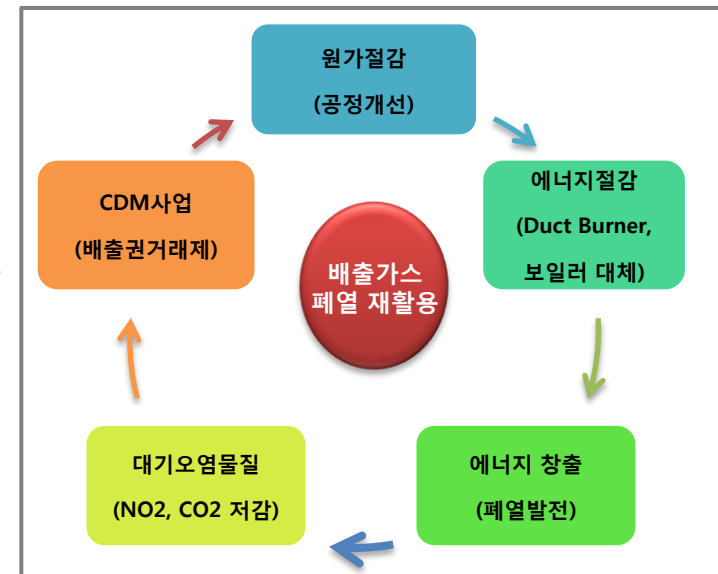 원가절감
(공정개선)
에너지절감
(Duct Burner,
보일러 대체)
에너지 창출
(폐열발전)
대기오염물질
(NO2, CO2 저감)
CDM사업
(배출권거래제)
배출가스
폐열 재활용